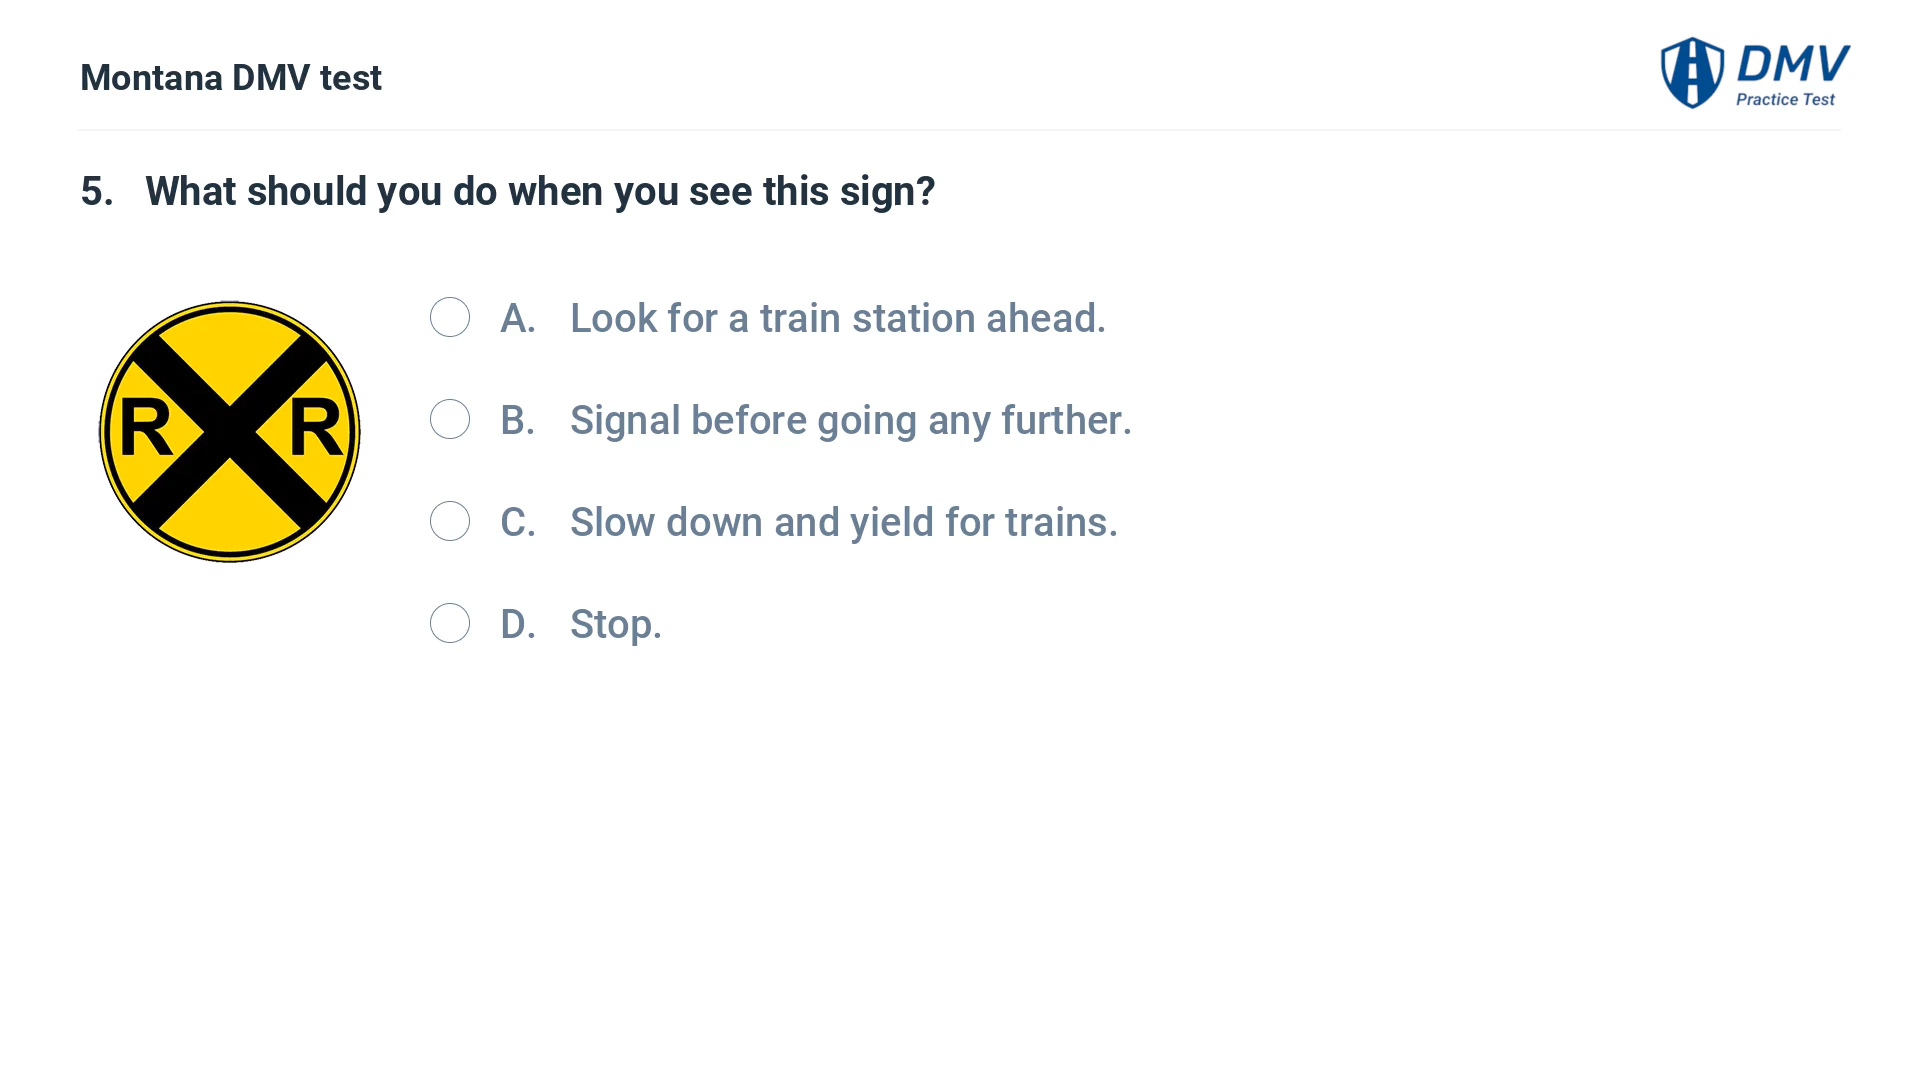 Montana DMV test
DMV
Practice Test
5. What should you do when you see this sign?
R R
A. Look for a train station ahead.
B. Signal before going any further.
C. Slow down and yield for trains.
D. Stop.